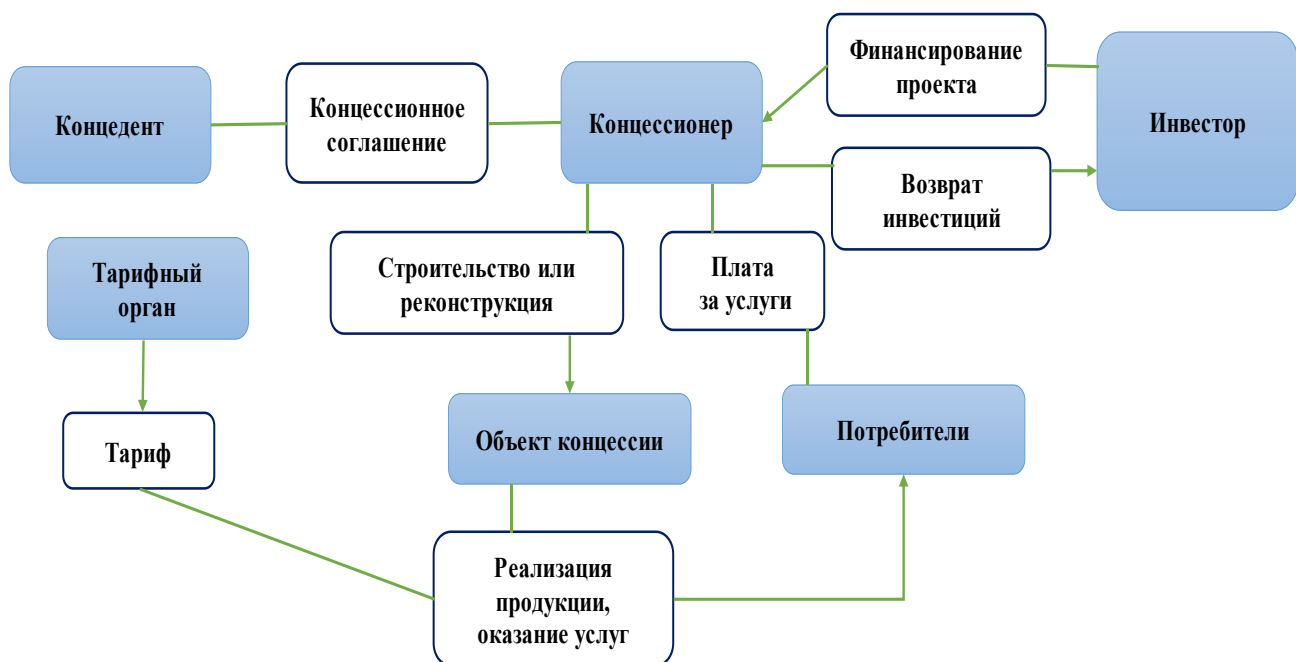 Финансирование
проекта
Концедент
Концессионное
соглашение
Концессионер
Инвестор
Возврат
инвестиций
Тарифный
орган
Строительство или
реконструкция
Плата
за услуги
Тариф
Объект концессии
Потребители
Реализация
продукции,
оказание услуг